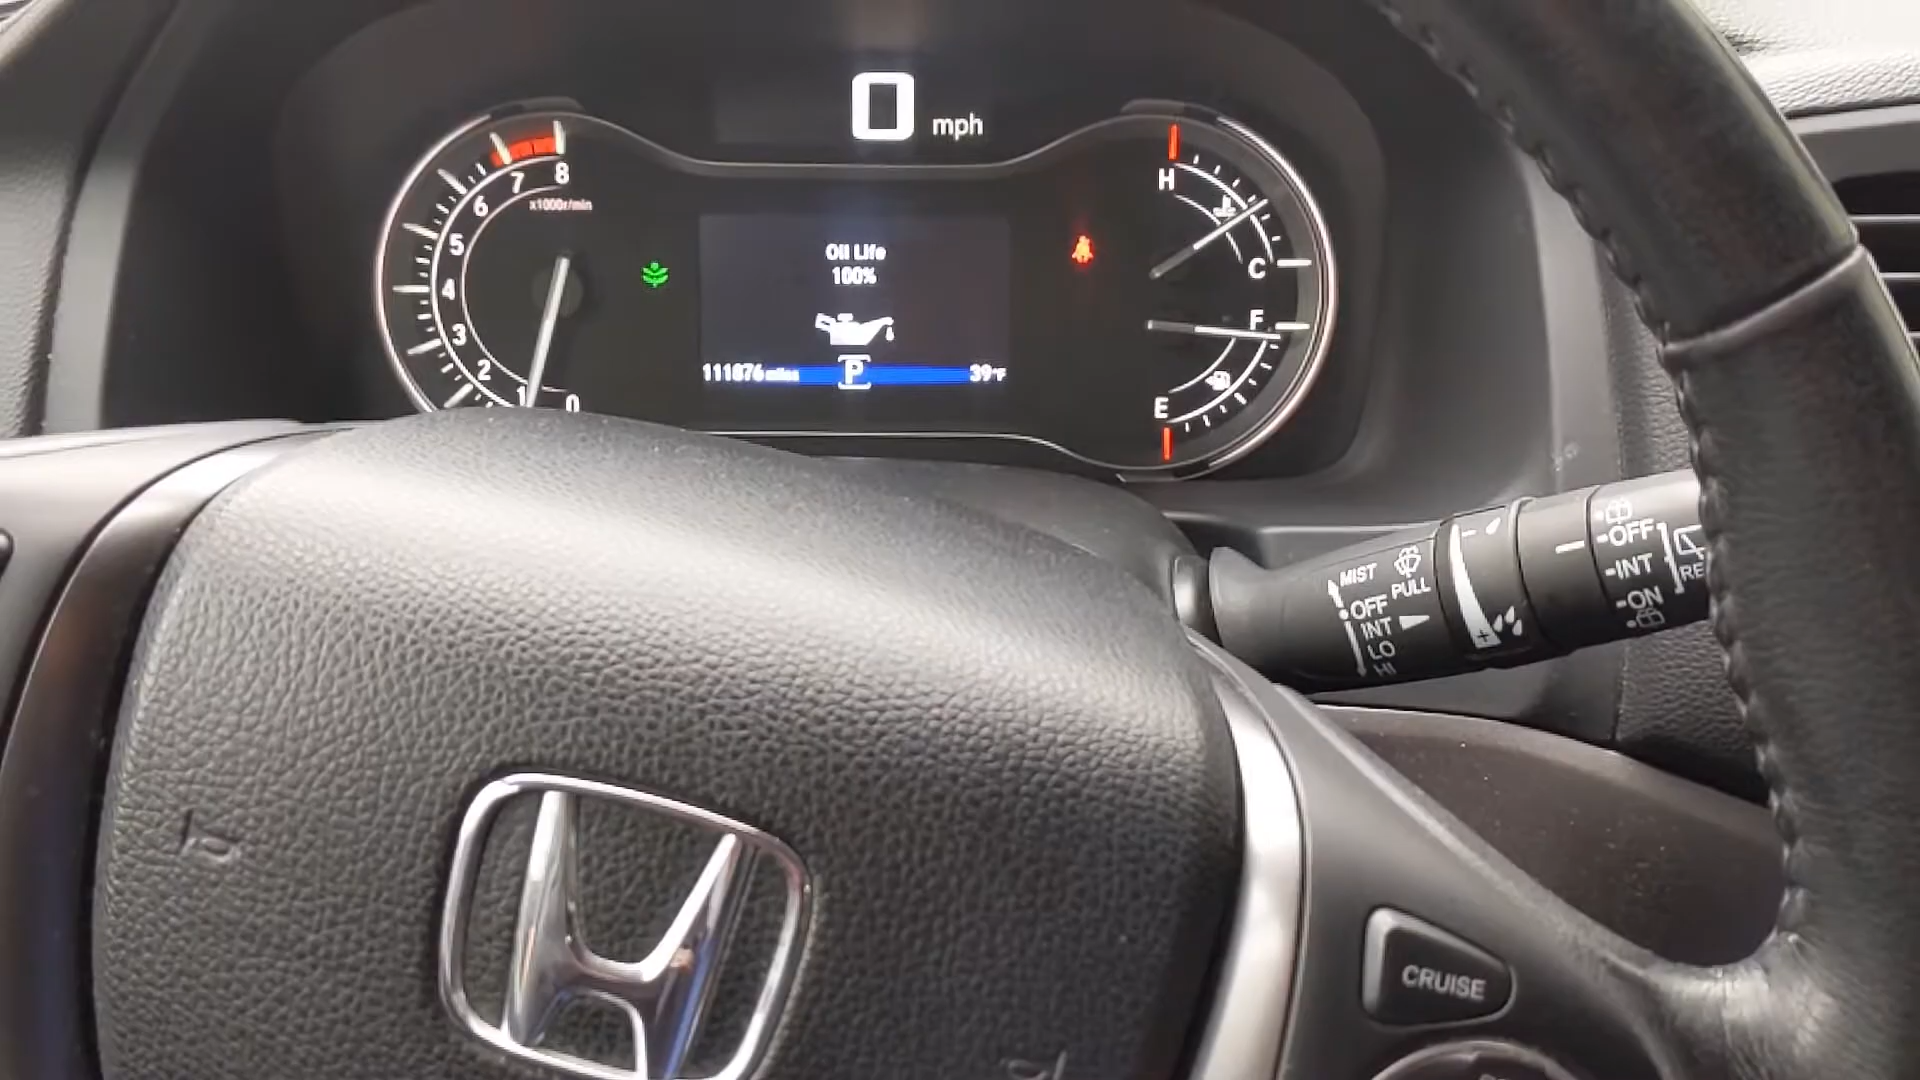 0 mph
8
7
6
5
4
3
2
1
0
x1000r/min
Oil Life
100%
111876 miles
P
39°F
H
C
F
E
MIST
PULL
OFF
INT
LO
HI
OFF
INT
ON
CRUISE